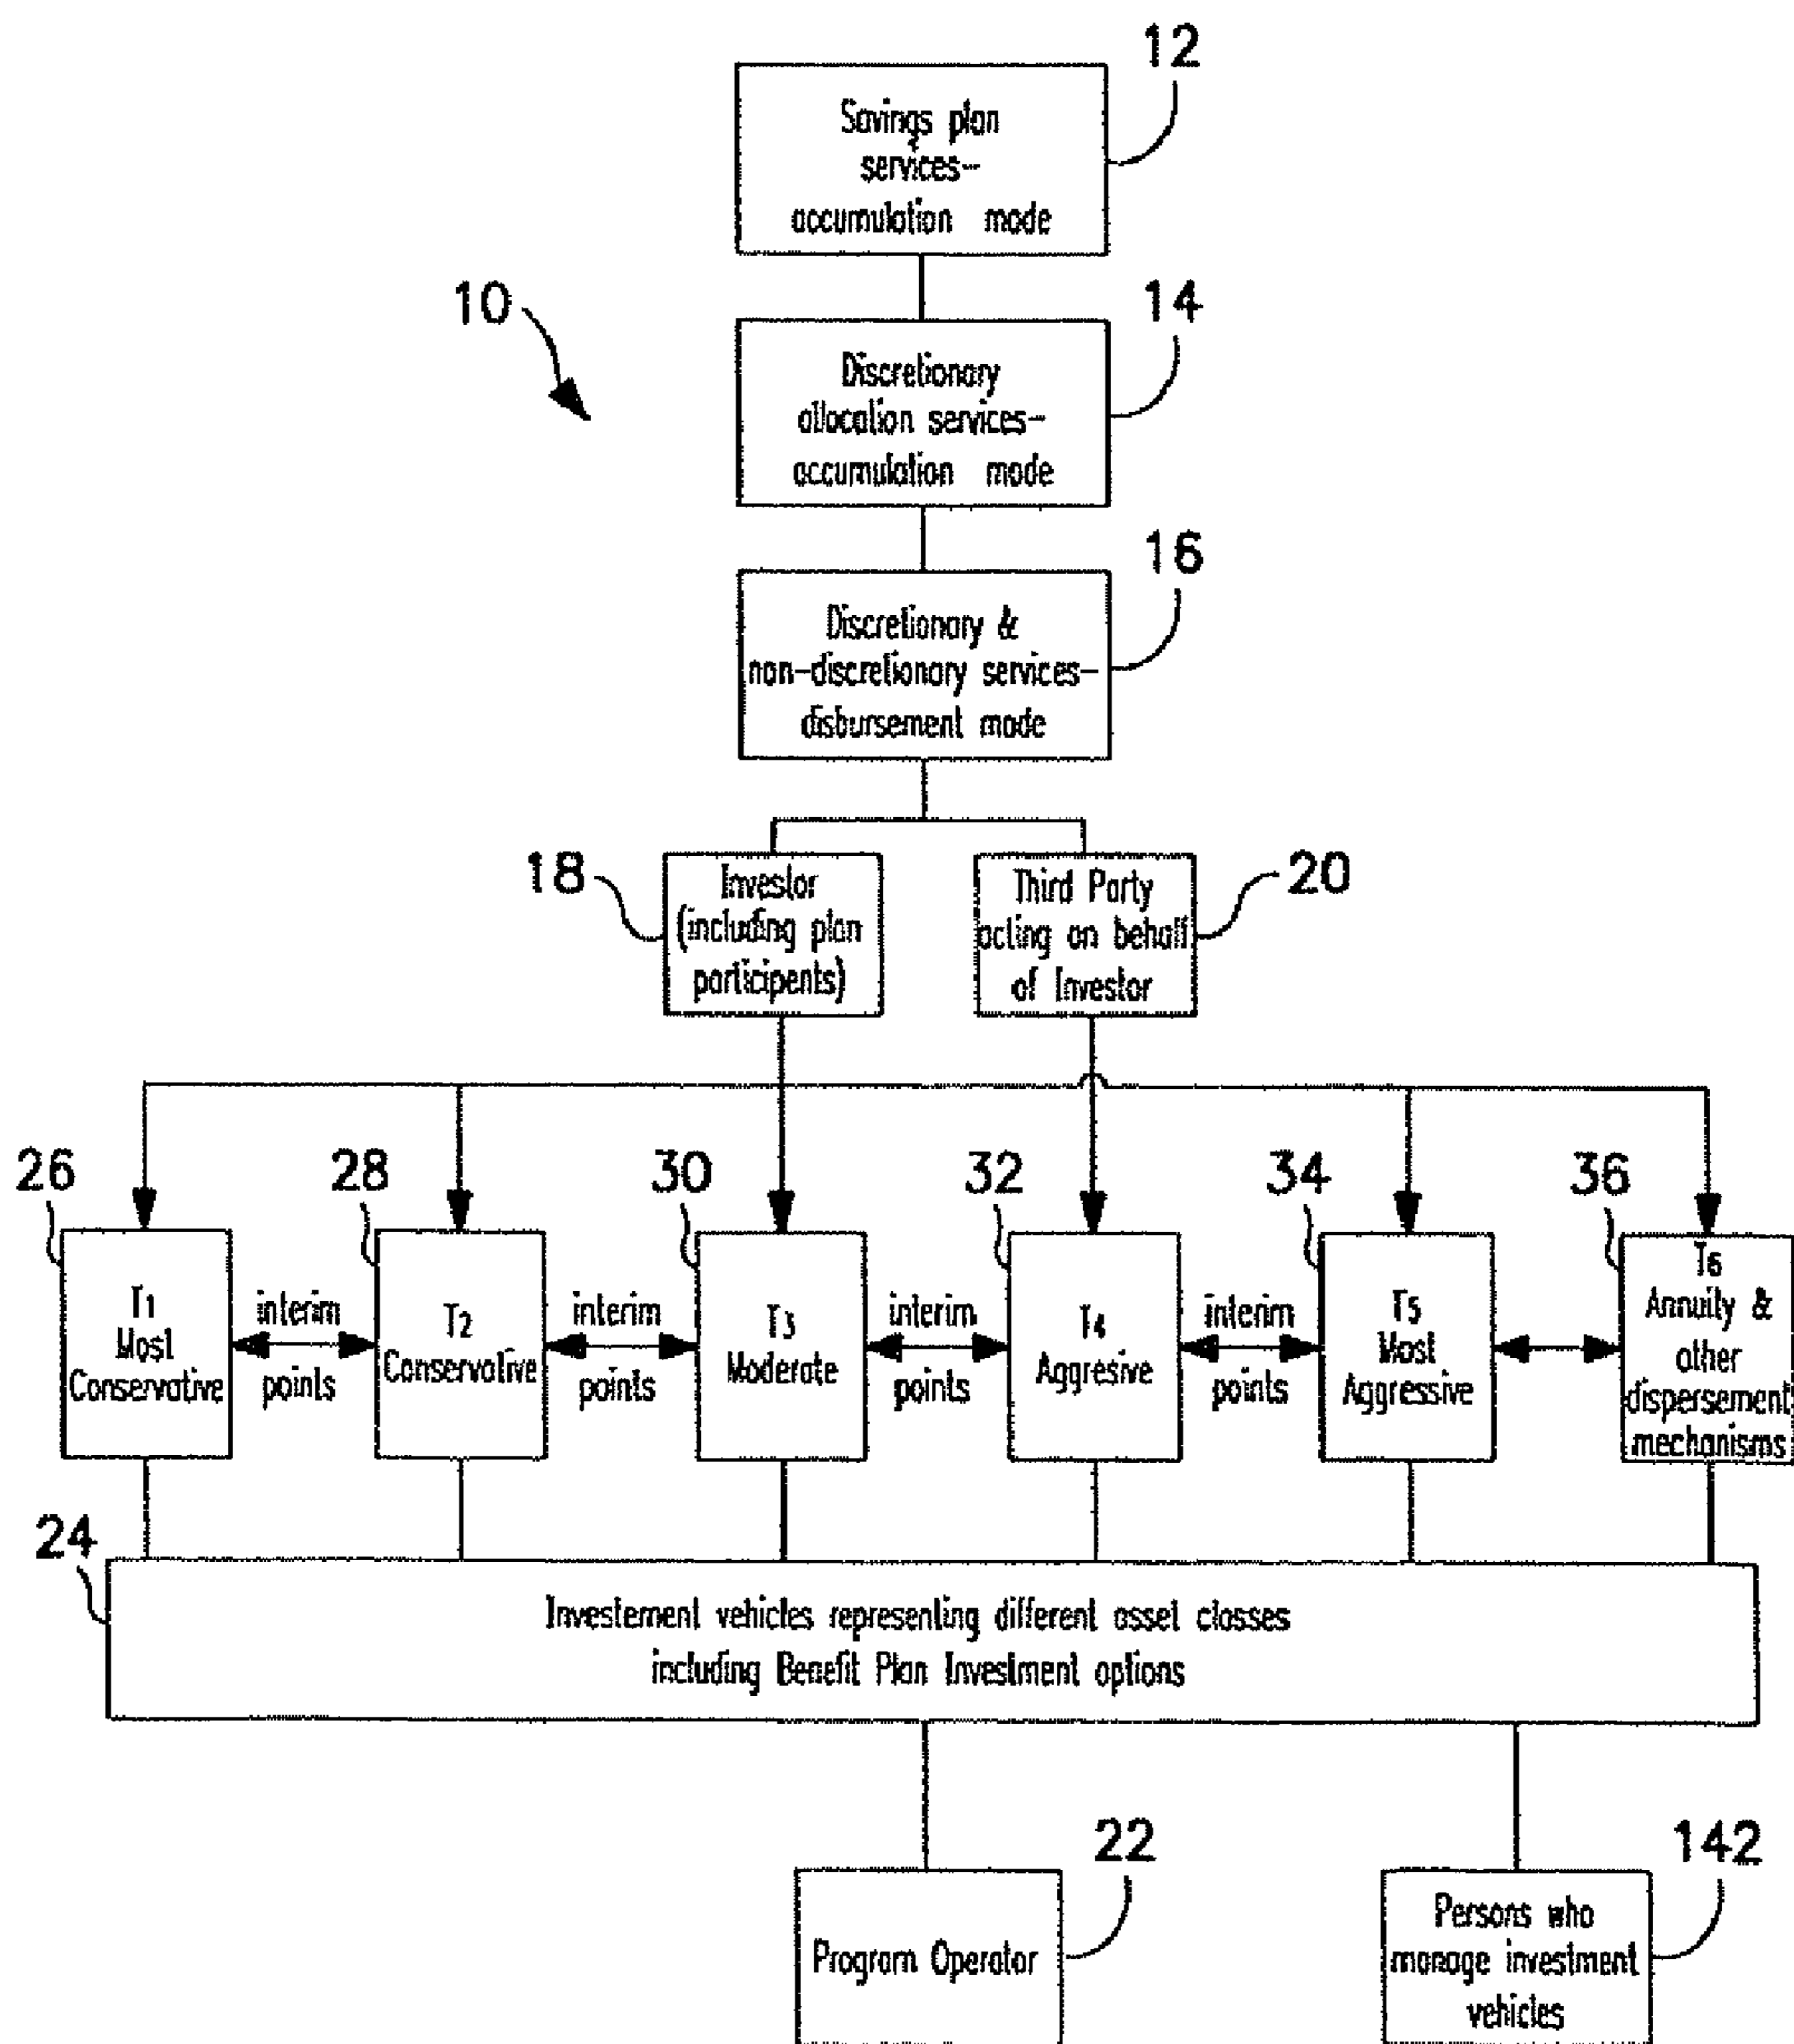 12
Savings plan
services-
accumulation mode
10
14
Discretionary
allocation services-
accumulation mode
16
Discretionary &
non-discretionary services-
disbursement mode
18
Investor
(including plan
participents)
20
Third Party
acting on behalf
of Investor
26
28
30
32
34
36
T1
Most
Conservative
interim
points
T2
Conservative
interim
points
T3
Moderate
interim
points
T4
Aggresive
interim
points
T5
Most
Aggressive
T6
Annuity &
other
dispersement
mechanisms
24
Investement vehicles representing different asset classes
including Benefit Plan Investment options
22
142
Program Operator
Persons who
manage investment
vehicles